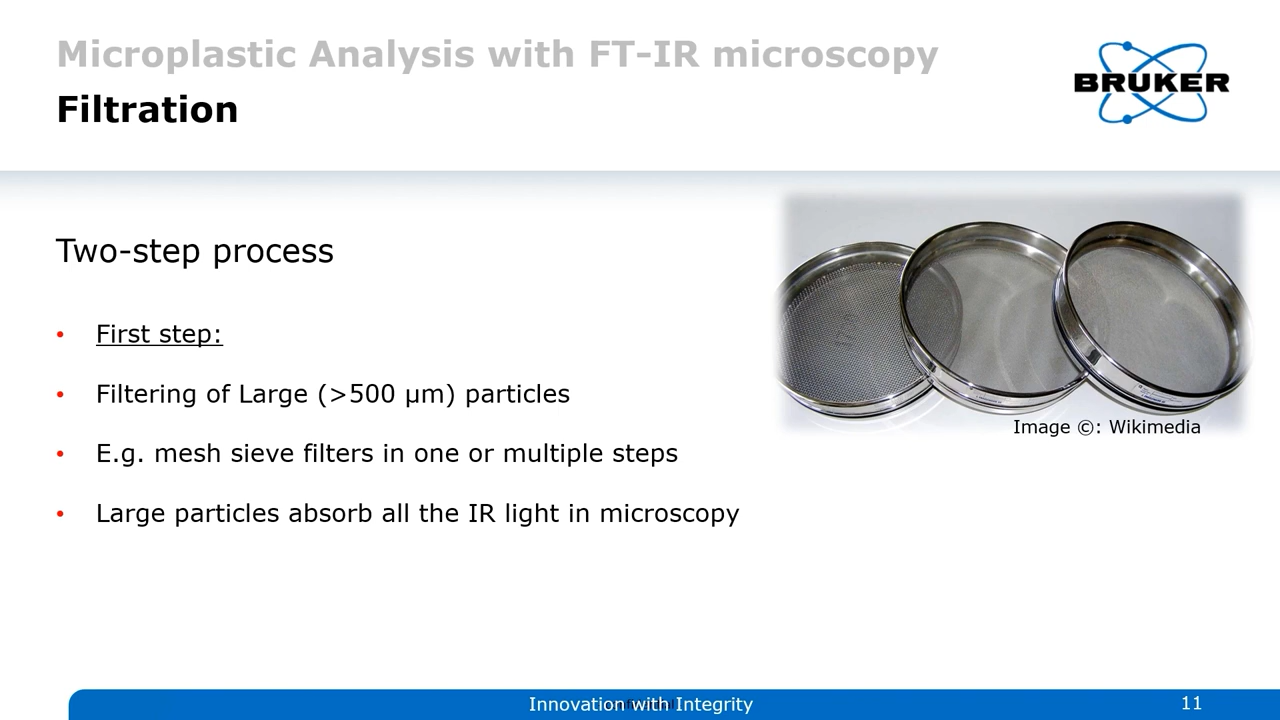 Microplastic Analysis with FT-IR microscopy
Filtration
BRUKER
Two-step process
• First step:
• Filtering of Large (>500 µm) particles
• E.g. mesh sieve filters in one or multiple steps
• Large particles absorb all the IR light in microscopy
Image ©: Wikimedia
Innovation with Integrity
11